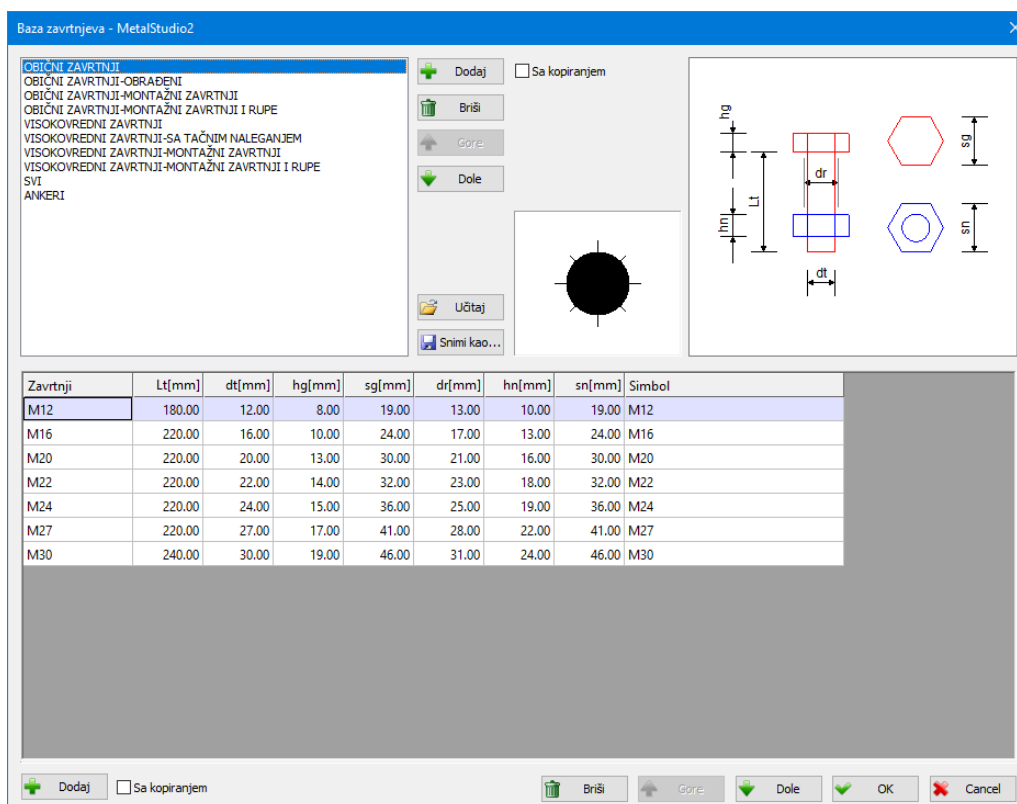 Baza zavrtnjeva - MetalStudio2
OBIČNI ZAVRTNJI
OBIČNI ZAVRTNJI-OBRAĐENI
OBIČNI ZAVRTNJI-MONTAŽNI ZAVRTNJI
OBIČNI ZAVRTNJI-MONTAŽNI ZAVRTNJI I RUPE
VISOKOVREDNI ZAVRTNJI
VISOKOVREDNI ZAVRTNJI-SA TAČNIM NALEGANJEM
VISOKOVREDNI ZAVRTNJI-MONTAŽNI ZAVRTNJI
VISOKOVREDNI ZAVRTNJI-MONTAŽNI ZAVRTNJI I RUPE
SVI
ANKERI
Dodaj
Sa kopiranjem
Briši
Gore
Dole
Učitaj
Snimi kao...
hg
dr
sg
Lt
hn
sn
dt
Zavrtnji Lt[mm] dt[mm] hg[mm] sg[mm] dr[mm] hn[mm] sn[mm] Simbol
M12 180.00 12.00 8.00 19.00 13.00 10.00 19.00 M12
M16 220.00 16.00 10.00 24.00 17.00 13.00 24.00 M16
M20 220.00 20.00 13.00 30.00 21.00 16.00 30.00 M20
M22 220.00 22.00 14.00 32.00 23.00 18.00 32.00 M22
M24 220.00 24.00 15.00 36.00 25.00 19.00 36.00 M24
M27 220.00 27.00 17.00 41.00 28.00 22.00 41.00 M27
M30 240.00 30.00 19.00 46.00 31.00 24.00 46.00 M30
Dodaj Sa kopiranjem Briši Gore Dole OK Cancel